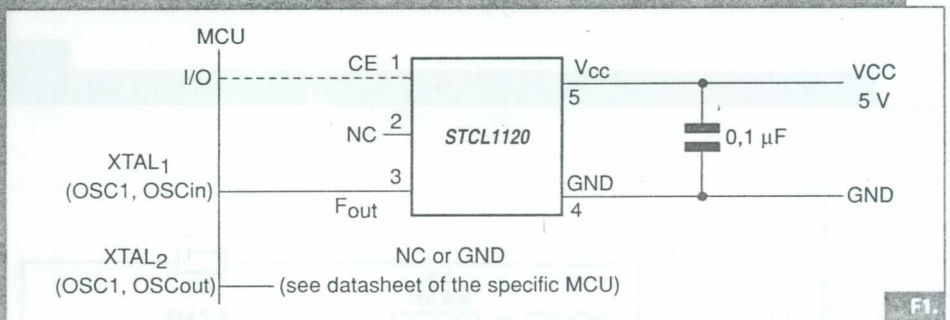 MCU
I/O
CE 1
Vcc
5
VCC
5 V
NC 2
STCL1120
0,1 µF
XTAL1
(OSC1, OSCin)
3
Fout
GND
4
GND
XTAL2
(OSC1, OSCout)
NC or GND
(see datasheet of the specific MCU)
F1.